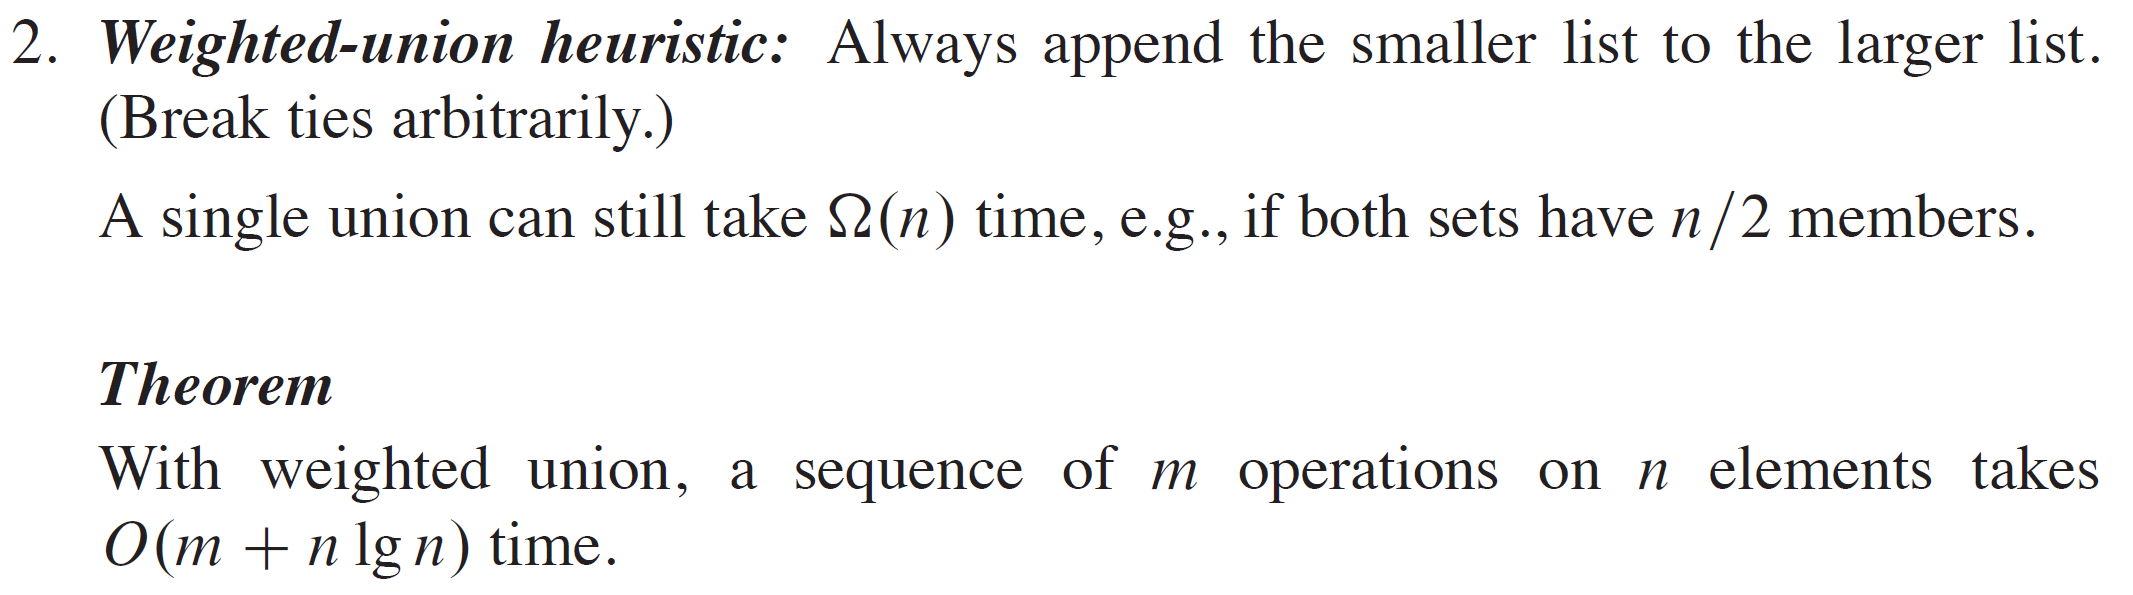 2. Weighted-union heuristic: Always append the smaller list to the larger list.
(Break ties arbitrarily.)
A single union can still take Ω(n) time, e.g., if both sets have n/2 members.
Theorem
With weighted union, a sequence of m operations on n elements takes
O(m + n lg n) time.